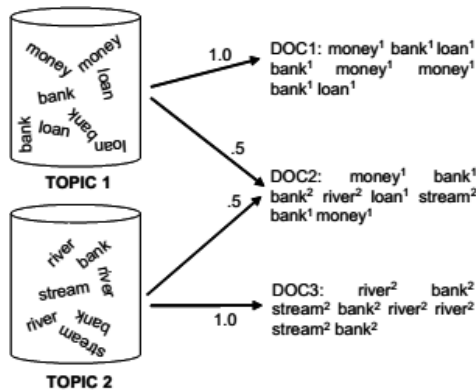 money money
loan
bank
bank loan bank loan
TOPIC 1
river bank
river
stream
river bank
stream
TOPIC 2
1.0
.5
.5
1.0
DOC1: money¹ bank¹ loan¹
bank¹ money¹ money¹
bank¹ loan¹
DOC2: money¹ bank¹
bank² river² loan¹ stream²
bank¹ money¹
DOC3: river² bank²
stream² bank² river² river²
stream² bank²